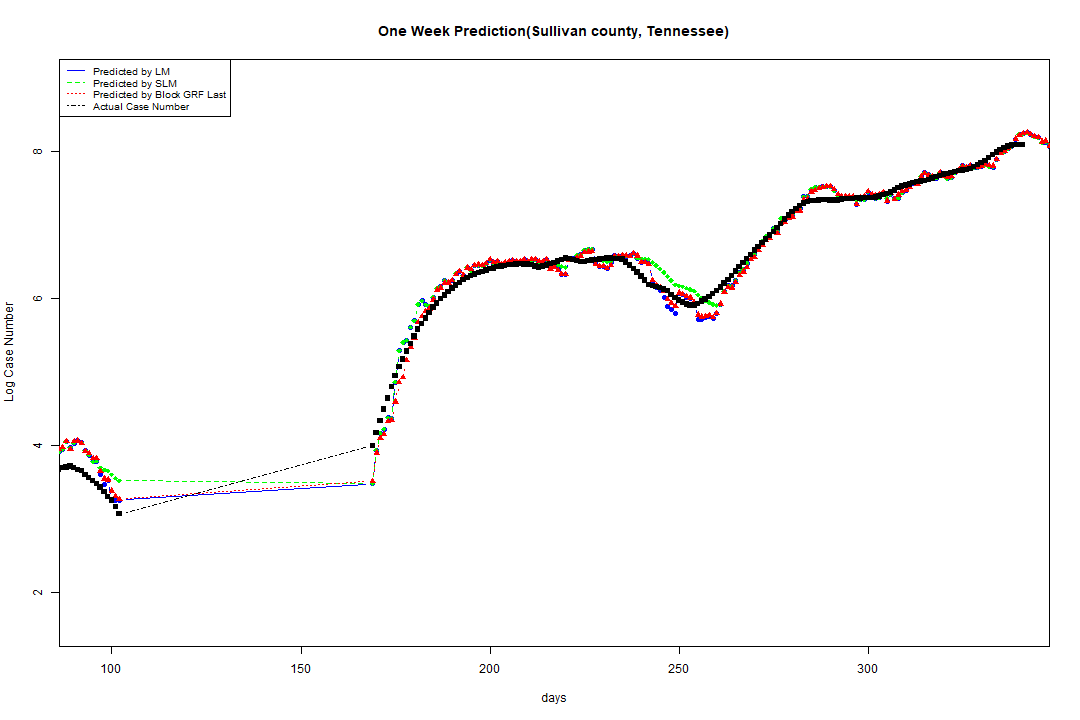 One Week Prediction(Sullivan county, Tennessee)
Predicted by LM
Predicted by SLM
Predicted by Block GRF Last
Actual Case Number
Log Case Number
8
6
4
2
100 150 200 250 300
days